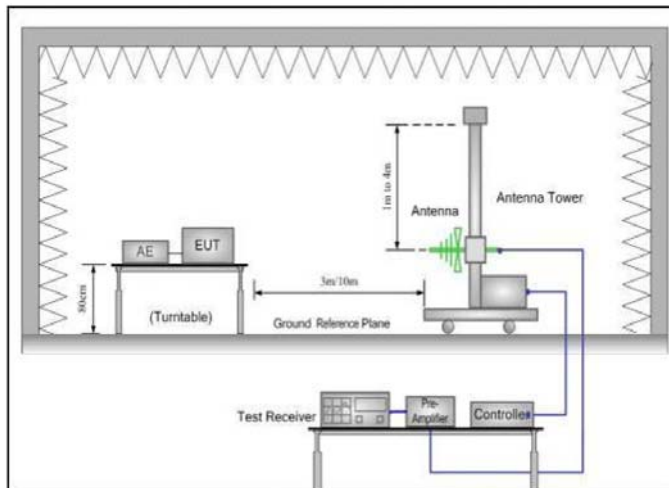 1m to 4m
Antenna
Antenna Tower
AE
EUT
80cm
(Turntable)
3m/10m
Ground Reference Plane
Test Receiver
Pre-
Amplifier
Controller